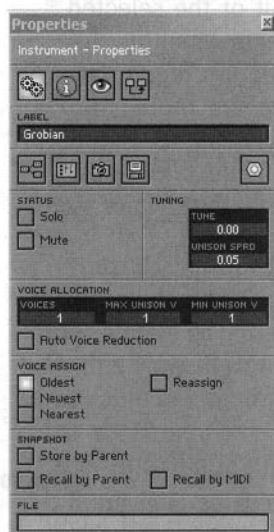 Properties
Instrument - Properties
LABEL
Grobian
STATUS
TUNING
Solo
Mute
TUNE
0.00
UNISON SPRD
0.05
VOICE ALLOCATION
VOICES MAX UNISON V MIN UNISON V
1 1 1
Auto Voice Reduction
VOICE ASSIGN
Oldest Reassign
Newest
Nearest
SNAPSHOT
Store by Parent
Recall by Parent Recall by MIDI
FILE